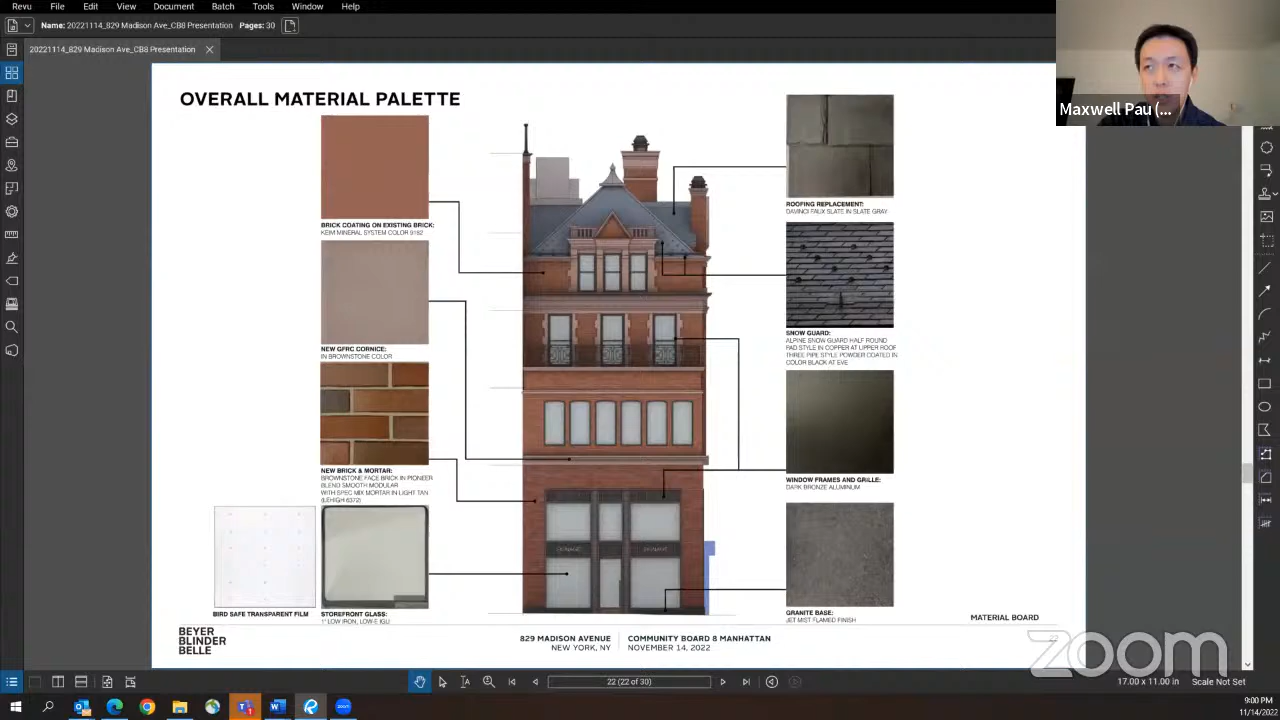 Revu File Edit View Document Batch Tools Window Help
Name: 20221114_829 Madison Ave_CB8 Presentation Pages: 30
20221114_829 Madison Ave_CB8 Presentation
Maxwell Pau (...
OVERALL MATERIAL PALETTE
BRICK COATING ON EXISTING BRICK:
KEIM MINERAL SYSTEM COLOR 9182
NEW GFRC CORNICE:
IN BROWNSTONE COLOR
NEW BRICK & MORTAR:
BROWNSTONE FACE BRICK IN PIONEER
BLEND SMOOTH MODULAR
WITH SPEC MIX MORTAR IN LIGHT TAN
(LEHIGH 6372)
BIRD SAFE TRANSPARENT FILM
STOREFRONT GLASS:
1" LOW IRON, LOW-E IGU
ROOFING REPLACEMENT:
DAVINCI FAUX SLATE IN SLATE GRAY
SNOW GUARD:
ALPINE SNOW GUARD HALF ROUND
PAD STYLE IN COPPER AT UPPER ROOF
THREE PIPE STYLE POWDER COATED IN
COLOR BLACK AT EVE
WINDOW FRAMES AND GRILLE:
DARK BRONZE ALUMINUM
GRANITE BASE:
JET MIST FLAMED FINISH
MATERIAL BOARD
BEYER
BLINDER
BELLE
829 MADISON AVENUE
NEW YORK, NY
COMMUNITY BOARD 8 MANHATTAN
NOVEMBER 14, 2022
zoom
22 (22 of 30)
17.00 x 11.00 in
Scale Not Set
9:00 PM
11/14/2022